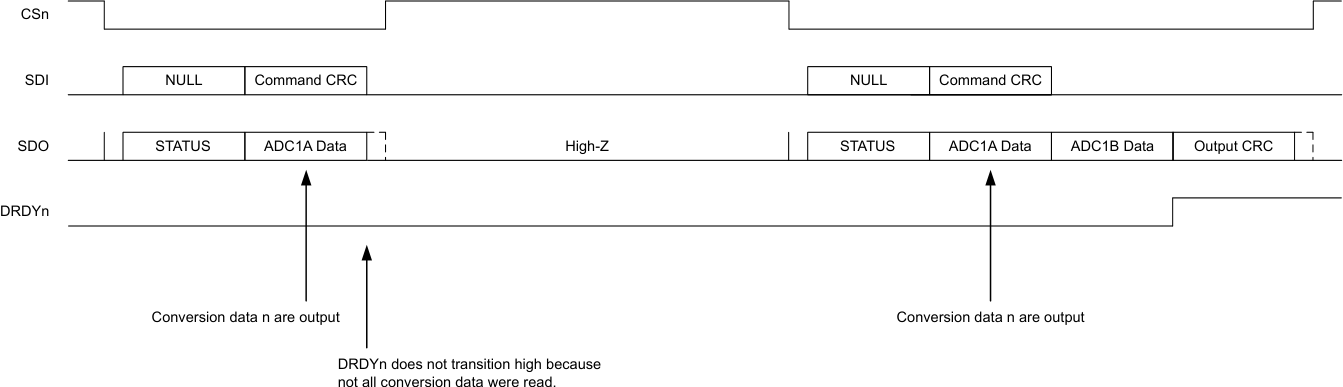 CSn
SDI
NULL
Command CRC
NULL
Command CRC
SDO
STATUS
ADC1A Data
High-Z
STATUS
ADC1A Data
ADC1B Data
Output CRC
DRDYn
Conversion data n are output
Conversion data n are output
DRDYn does not transition high because
not all conversion data were read.